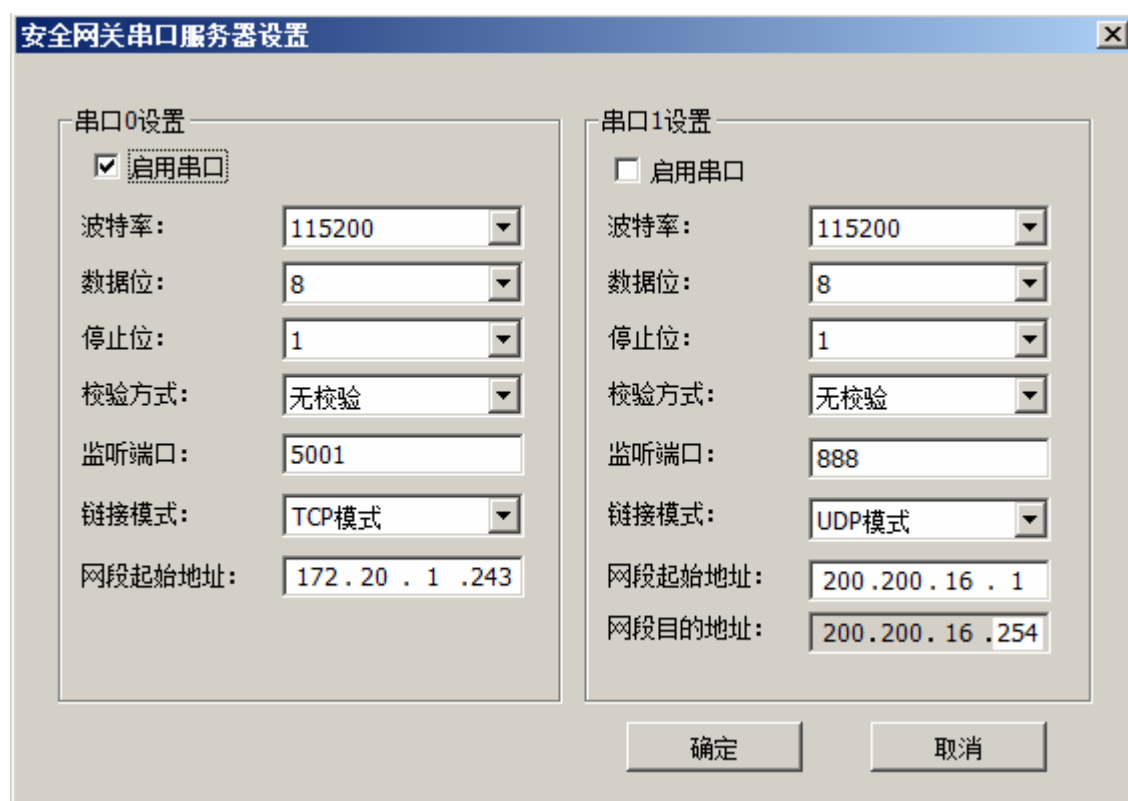 安全网关串口服务器设置
串口0设置
启用串口
波特率: 115200
数据位: 8
停止位: 1
校验方式: 无校验
监听端口: 5001
链接模式: TCP模式
网段起始地址: 172.20.1.243
串口1设置
启用串口
波特率: 115200
数据位: 8
停止位: 1
校验方式: 无校验
监听端口: 888
链接模式: UDP模式
网段起始地址: 200.200.16.1
网段目的地址: 200.200.16.254
确定 取消